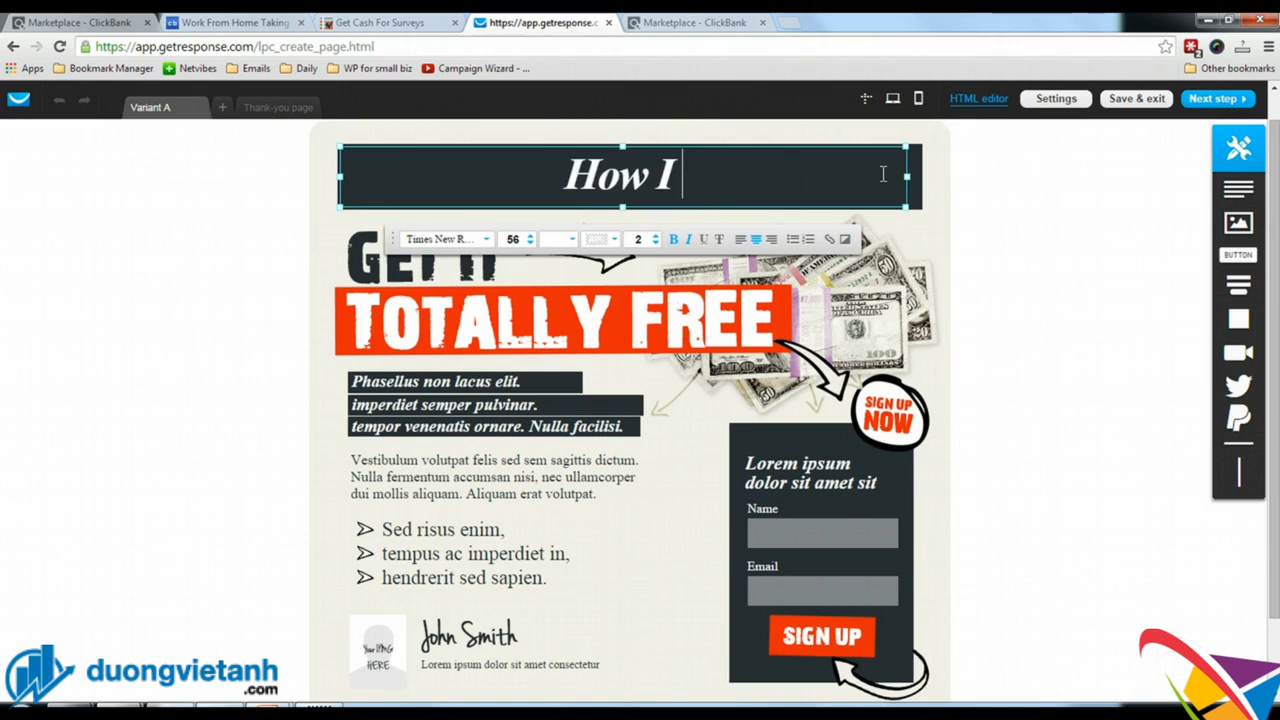 Marketplace - ClickBank
Work From Home Taking
Get Cash For Surveys
https://app.getresponse.c
Marketplace - ClickBank
https://app.getresponse.com/lpc_create_page.html
Apps
Bookmark Manager
Netvibes
Emails
Daily
WP for small biz
Campaign Wizard - ...
Other bookmarks
Variant A
+
Thank-you page
HTML editor
Settings
Save & exit
Next step
How I
Times New R...
56
2
B I U T
GET IT
TOTALLY FREE
SIGN UP
NOW
Phasellus non lacus elit.
imperdiet semper pulvinar.
tempor venenatis ornare. Nulla facilisi.
Vestibulum volutpat felis sed sem sagittis dictum.
Nulla fermentum accumsan nisi, nec ullamcorper
dui mollis aliquam. Aliquam erat volutpat.
Sed risus enim,
tempus ac imperdiet in,
hendrerit sed sapien.
Your IMG
HERE
John Smith
Lorem ipsum dolor sit amet consectetur
Lorem ipsum
dolor sit amet sit
Name
Email
SIGN UP
BUTTON
duongvietanh
.com